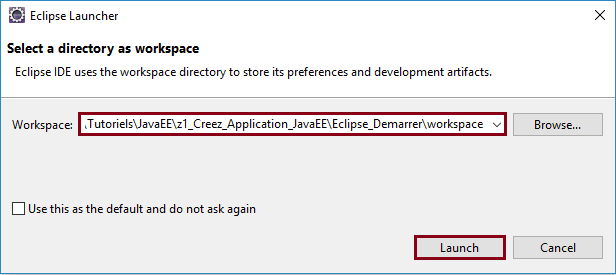 Eclipse Launcher
Select a directory as workspace
Eclipse IDE uses the workspace directory to store its preferences and development artifacts.
Workspace: \Tutoriels\JavaEE\z1_Creez_Application_JavaEE\Eclipse_Demarrer\workspace Browse...
Use this as the default and do not ask again
Launch Cancel